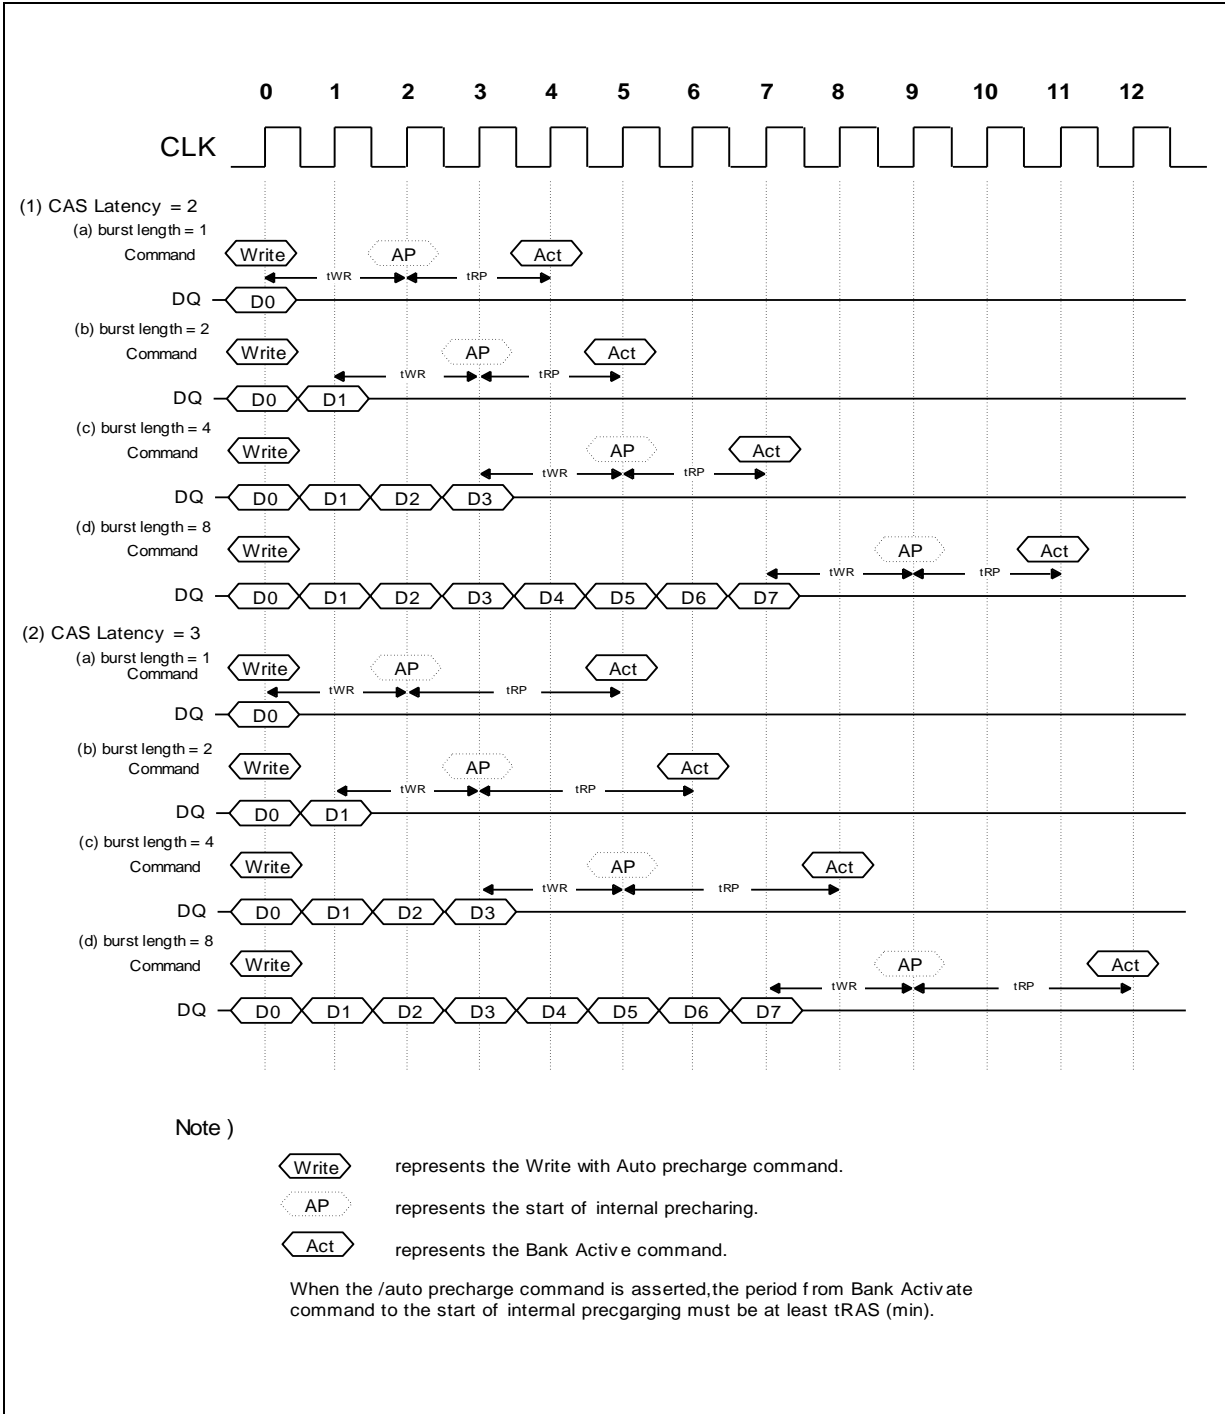 0 1 2 3 4 5 6 7 8 9 10 11 12
CLK
(1) CAS Latency = 2
(a) burst length = 1
Command Write AP Act
tWR tRP
DQ D0
(b) burst length = 2
Command Write AP Act
tWR tRP
DQ D0 D1
(c) burst length = 4
Command Write AP Act
tWR tRP
DQ D0 D1 D2 D3
(d) burst length = 8
Command Write AP Act
tWR tRP
DQ D0 D1 D2 D3 D4 D5 D6 D7
(2) CAS Latency = 3
(a) burst length = 1
Command Write AP Act
tWR tRP
DQ D0
(b) burst length = 2
Command Write AP Act
tWR tRP
DQ D0 D1
(c) burst length = 4
Command Write AP Act
tWR tRP
DQ D0 D1 D2 D3
(d) burst length = 8
Command Write AP Act
tWR tRP
DQ D0 D1 D2 D3 D4 D5 D6 D7
Note )
Write represents the Write with Auto precharge command.
AP represents the start of internal precharing.
Act represents the Bank Active command.
When the /auto precharge command is asserted,the period from Bank Activate
command to the start of intermal precgarging must be at least tRAS (min).